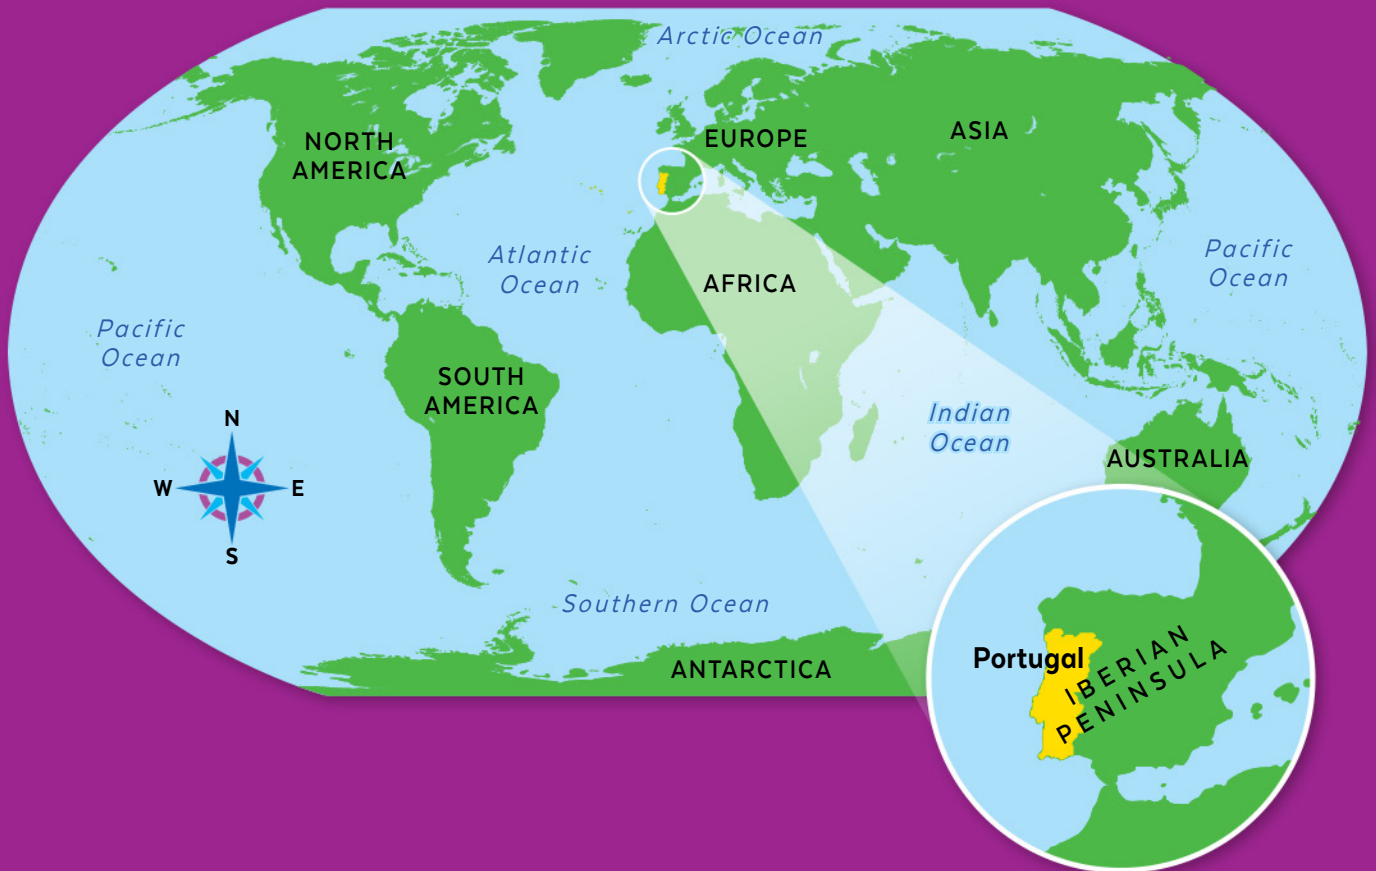 Arctic Ocean
NORTH
AMERICA
EUROPE
ASIA
Atlantic
Ocean
AFRICA
Pacific
Ocean
Pacific
Ocean
SOUTH
AMERICA
Indian
Ocean
AUSTRALIA
N
W
E
S
Southern Ocean
ANTARCTICA
Portugal
IBERIAN
PENINSULA